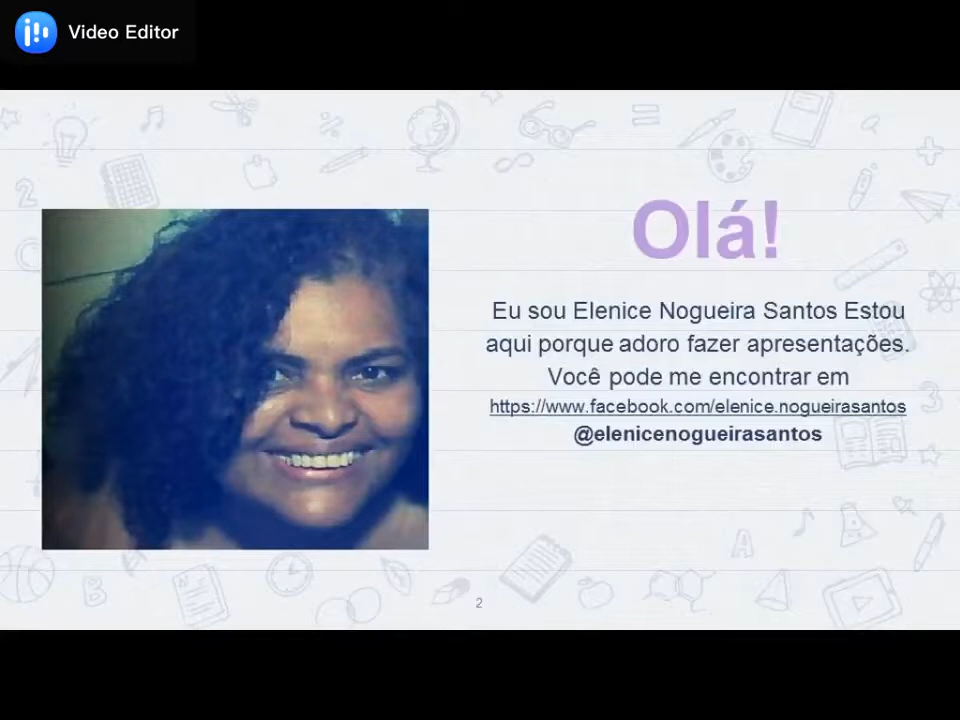 Video Editor
Olá!
Eu sou Elenice Nogueira Santos Estou
aqui porque adoro fazer apresentações.
Você pode me encontrar em
https://www.facebook.com/elenice.nogueirasantos
@elenicenogueirasantos
2